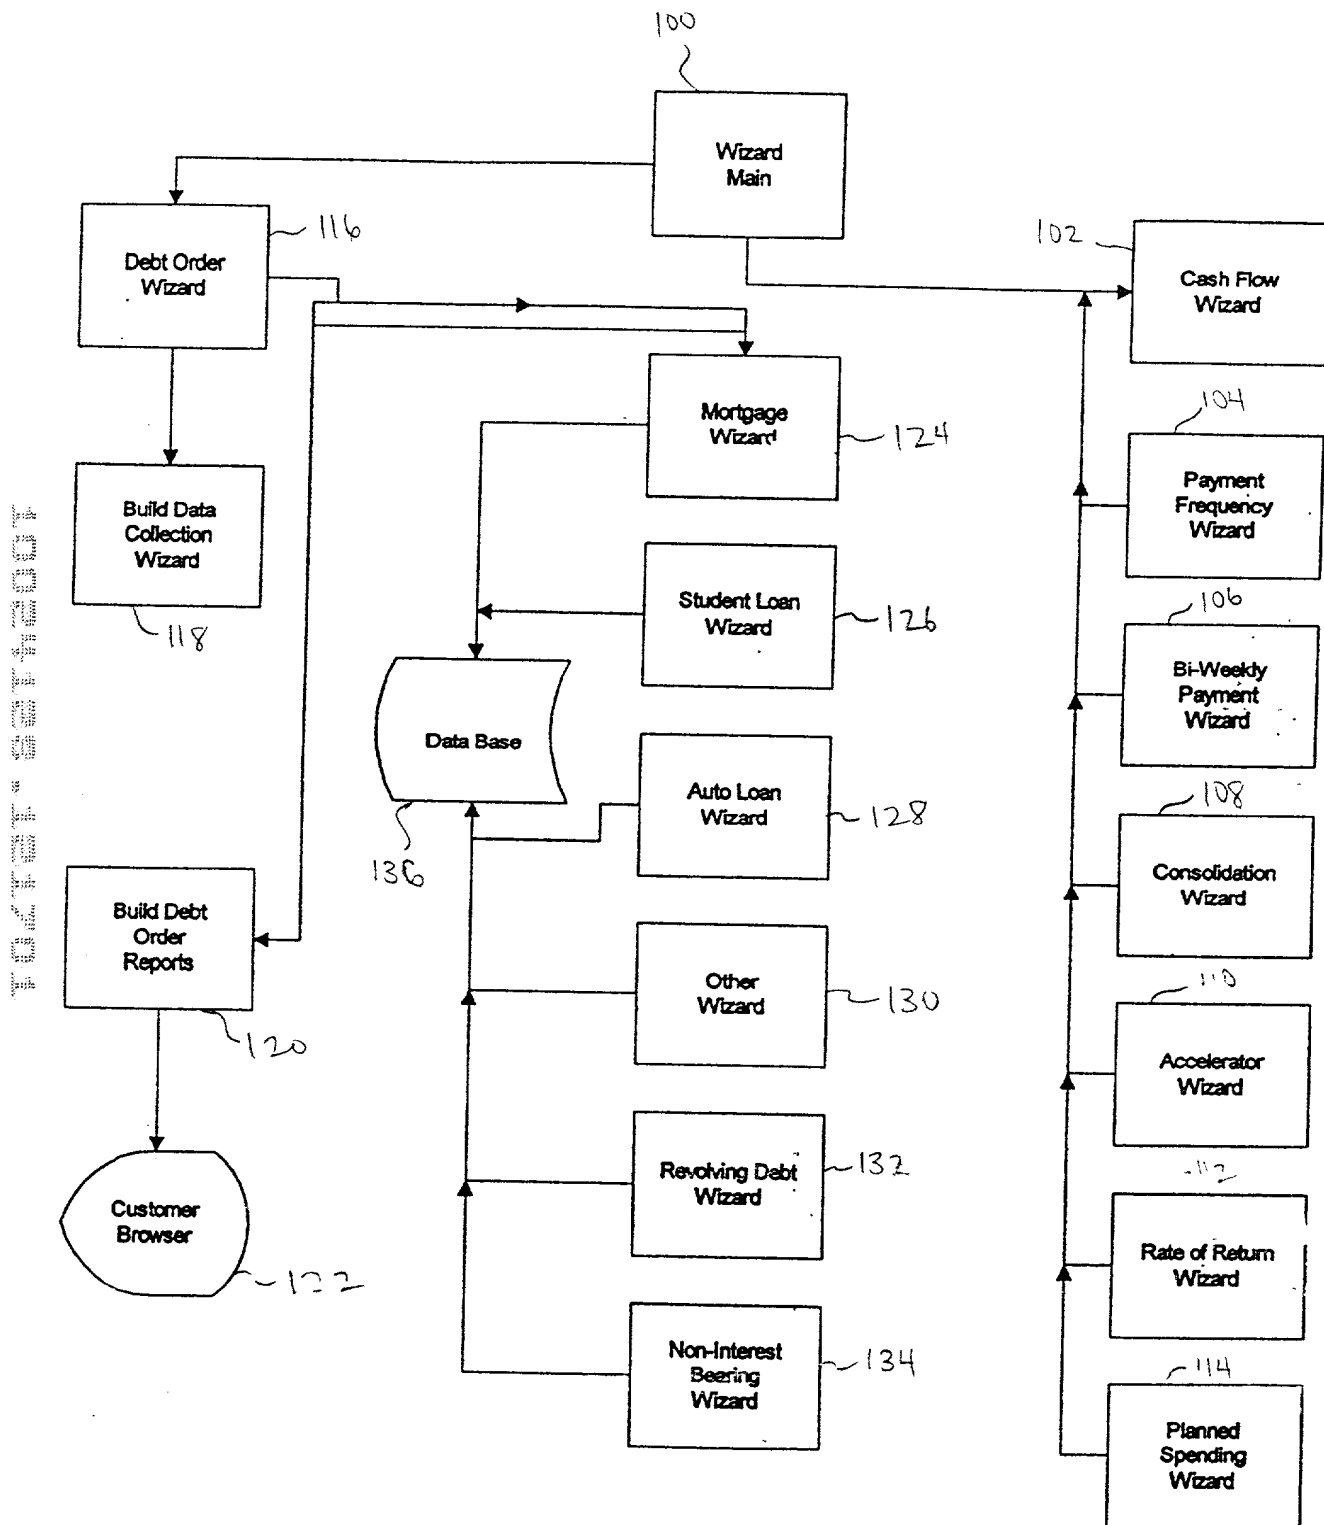 100
Wizard
Main
116
Debt Order
Wizard
102
Cash Flow
Wizard
Mortgage
Wizard
124
104
Payment
Frequency
Wizard
Build Data
Collection
Wizard
118
Student Loan
Wizard
126
106
Bi-Weekly
Payment
Wizard
Data Base
136
Auto Loan
Wizard
128
108
Consolidation
Wizard
Build Debt
Order
Reports
120
Other
Wizard
130
110
Accelerator
Wizard
Customer
Browser
122
Revolving Debt
Wizard
132
112
Rate of Return
Wizard
Non-Interest
Bearing
Wizard
134
114
Planned
Spending
Wizard